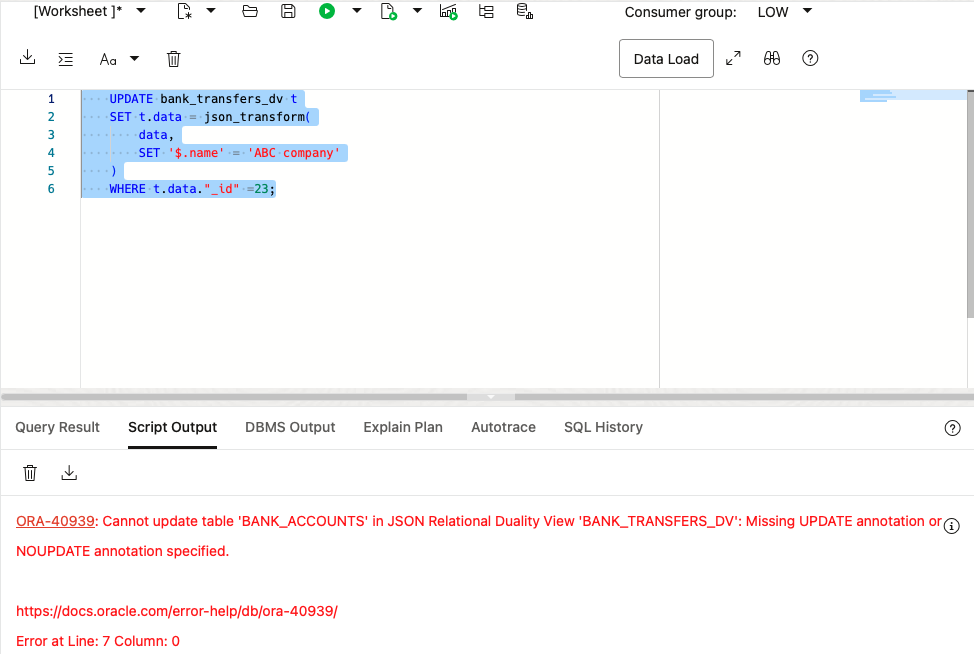 [Worksheet ]*
Consumer group: LOW
Aa
Data Load
1 UPDATE bank_transfers_dv t
2 SET t.data = json_transform(
3 data,
4 SET '$.name' = 'ABC company'
5 )
6 WHERE t.data."_id" =23;
Query Result Script Output DBMS Output Explain Plan Autotrace SQL History
ORA-40939: Cannot update table 'BANK_ACCOUNTS' in JSON Relational Duality View 'BANK_TRANSFERS_DV': Missing UPDATE annotation or
NOUPDATE annotation specified.
https://docs.oracle.com/error-help/db/ora-40939/
Error at Line: 7 Column: 0